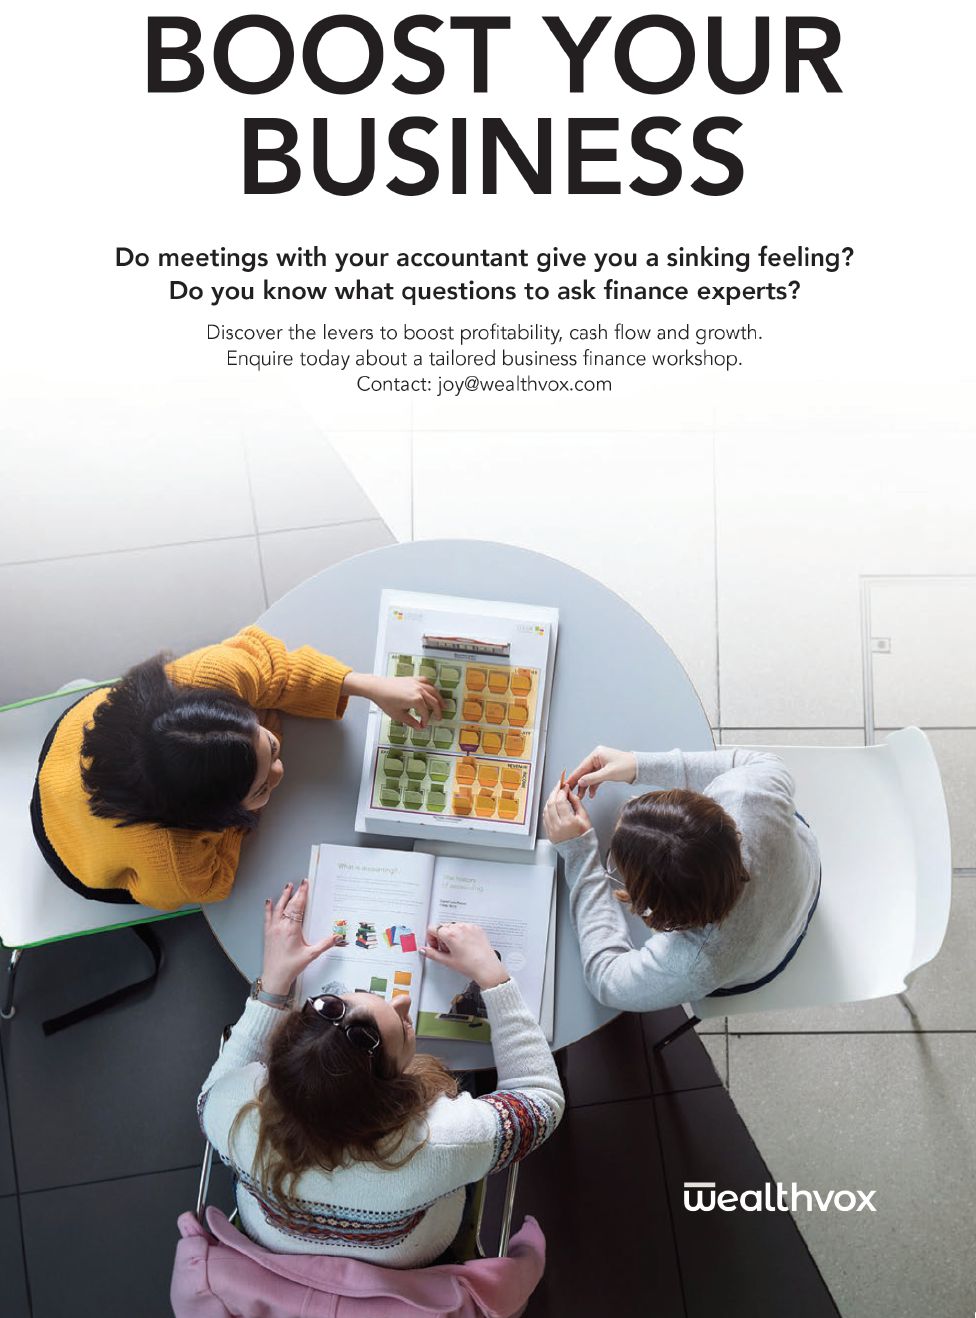 BOOST YOUR
BUSINESS
Do meetings with your accountant give you a sinking feeling?
Do you know what questions to ask finance experts?
Discover the levers to boost profitability, cash flow and growth.
Enquire today about a tailored business finance workshop.
Contact: joy@wealthvox.com
REVENUE
INCOME
What is accounting?
The history
of accounting
wealthvox